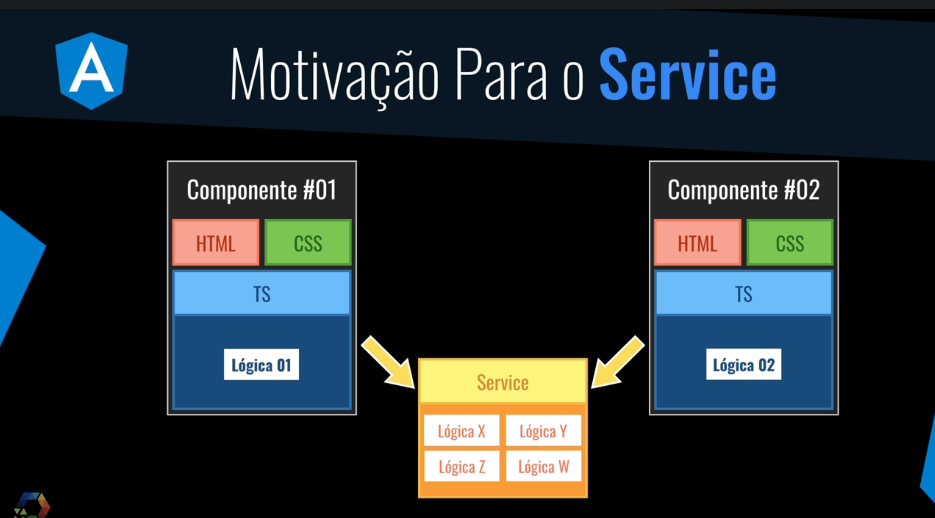 Motivação Para o Service
Componente #01
HTML
CSS
TS
Lógica 01
Componente #02
HTML
CSS
TS
Lógica 02
Service
Lógica X
Lógica Y
Lógica Z
Lógica W